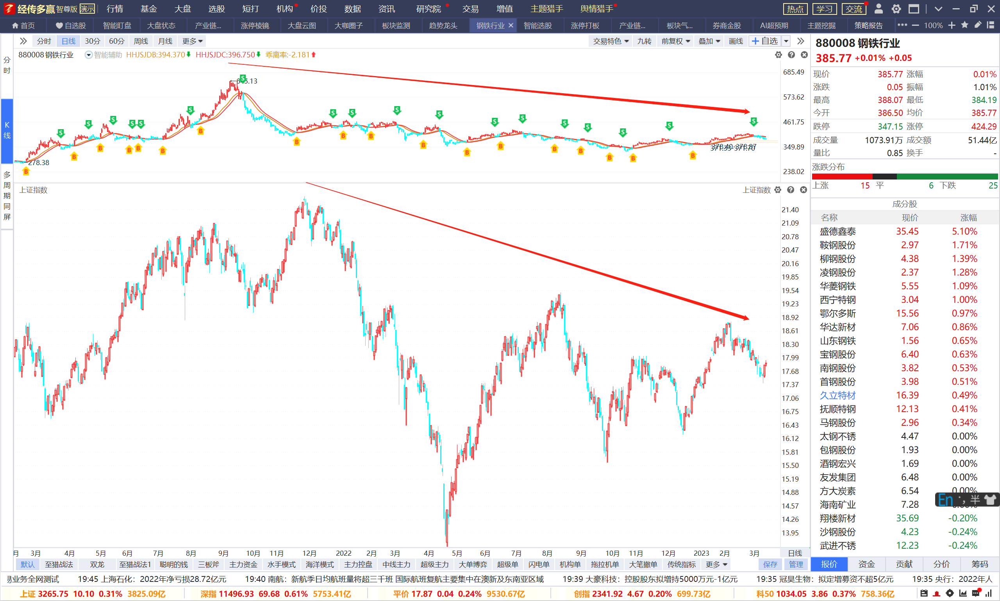 经传多赢 智尊版 演示 行情 基金 大盘 选股 短打 机构 价投 数据 资讯 研究院 交易 增值 主题猎手 舆情猎手 热点 学习 交流
首页 自选股 智能盯盘 大盘状态 产业链... 涨停棱镜 大盘云图 大咖圈子 板块监测 趋势龙头 钢铁行业 智能选股 涨停打板 产业链... 板块气... 券商金股 AI超预期 主题挖掘 策略报告 ••• 100%
分时 日线 30分 60分 周线 月线 更多 交易特色 九转 前复权 叠加 画线 +自选
分时
K线
多周期同屏
880008 钢铁行业 智能辅助 HHJSJDB:394.370 HHJSJDC:396.750 乖离率:-2.181
685.49
573.62
461.75
349.89
238.02
←278.38
上证指数 上证指数
21.40
21.09
20.78
20.47
20.16
19.85
19.54
19.23
18.92
18.61
18.30
17.99
17.68
17.37
17.06
16.75
16.43
16.12
15.81
15.50
15.19
14.88
14.57
14.26
13.95
月 3月 4月 5月 6月 7月 8月 9月 10月 11月 12月 2022 2月 3月 4月 5月 6月 7月 8月 9月 10月 11月 12月 2023 2月 3月 日线
默认 至猎战法 双龙 至猎战法1 聪明的钱 三板斧 主力资金 水手模式 海洋模式 主力控盘 中线主力 超级主力 大单博弈 超级单 闪电单 机构单 拖拉机单 大笔撤单 传统指标 更多 保存 管理
880008 钢铁行业
385.77 +0.01% +0.05
现价 385.77 涨幅 0.01%
涨跌 0.05 振幅 1.01%
最高 388.07 最低 384.19
今开 386.50 均价 385.77
跌停 347.15 涨停 424.29
成交量 1073.91万 成交额 51.44亿
量比 0.85 换手 -
涨跌分布
上涨 15 平 6 下跌 25
成分股
名称 现价 涨幅
盛德鑫泰 35.45 5.10%
鞍钢股份 2.97 1.71%
柳钢股份 4.38 1.39%
凌钢股份 2.37 1.28%
华菱钢铁 5.55 1.09%
西宁特钢 3.04 1.00%
鄂尔多斯 15.56 0.97%
华达新材 7.06 0.86%
山东钢铁 1.56 0.65%
宝钢股份 6.40 0.63%
南钢股份 3.82 0.53%
首钢股份 3.98 0.51%
久立特材 16.39 0.49%
抚顺特钢 12.13 0.41%
马钢股份 2.96 0.34%
太钢不锈 4.47 0.00%
包钢股份 1.93 0.00%
酒钢宏兴 1.69 0.00%
友发集团 6.48 0.00%
方大炭素 6.54 0.00%
海南矿业 7.28
En ·, 半
翔楼新材 35.69 -0.20%
沙钢股份 4.23 -0.24%
武进不锈 12.23 -0.24%
报价 资金 贡献 分价 筹码
业务全网测试 19:45 上海石化：2022年净亏损28.72亿元 19:40 南航：新航季日均航班量将超三千班 国际航班复航主要集中在澳新及东南亚区域 19:39 大豪科技：控股股东拟增持5000万元-1亿元 19:35 冠昊生物：拟定增募资不超5亿元 19:35 央行：2022年人
上证 3265.75 10.10 0.31% 3825.09亿 深指 11496.93 69.68 0.61% 5753.41亿 平价 17.87 0.04 0.24% 9530.67亿 创指 2341.92 4.67 0.20% 699.73亿 科50 1034.05 3.86 0.37% 758.36亿